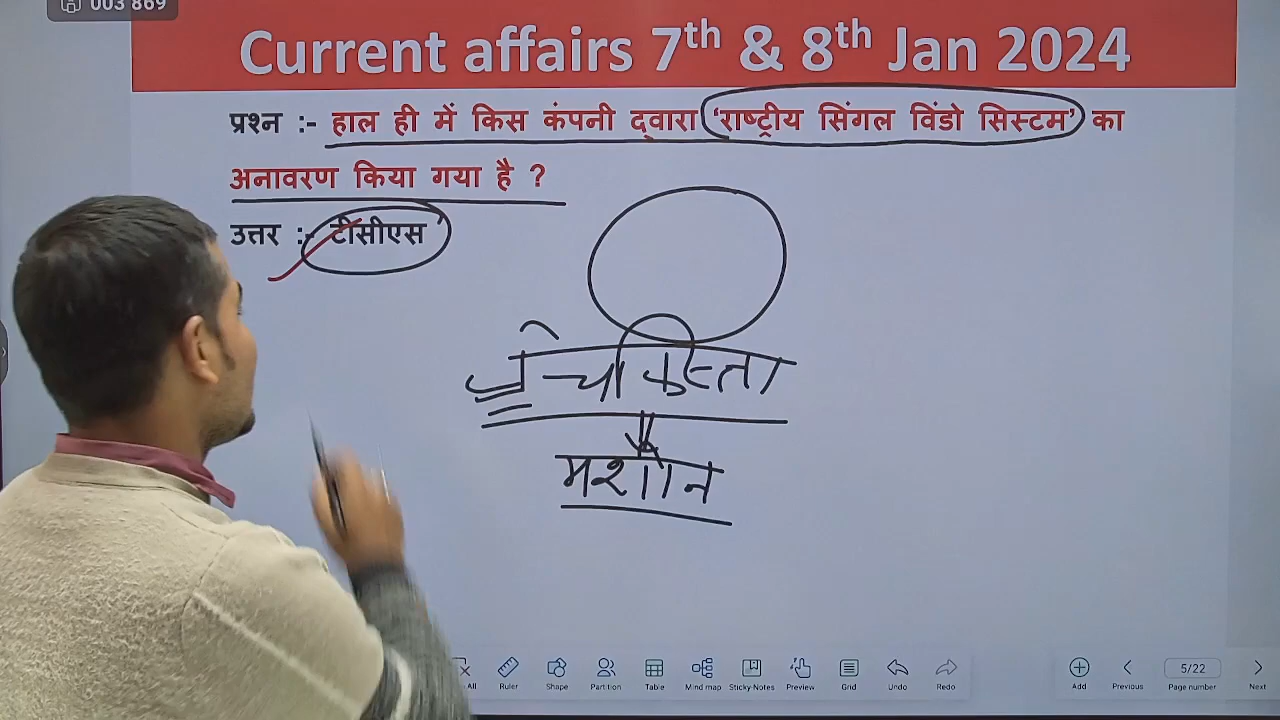 003 869
Current affairs 7th & 8th Jan 2024
प्रश्न :- हाल ही में किस कंपनी द्वारा 'राष्ट्रीय सिंगल विंडो सिस्टम' का
अनावरण किया गया है ?
उत्तर :- टीसीएस
मशीन
All Ruler Shape Partition Table Mind map Sticky-Notes Preview Grid Undo Redo Add Previous 5/22 Page number Next